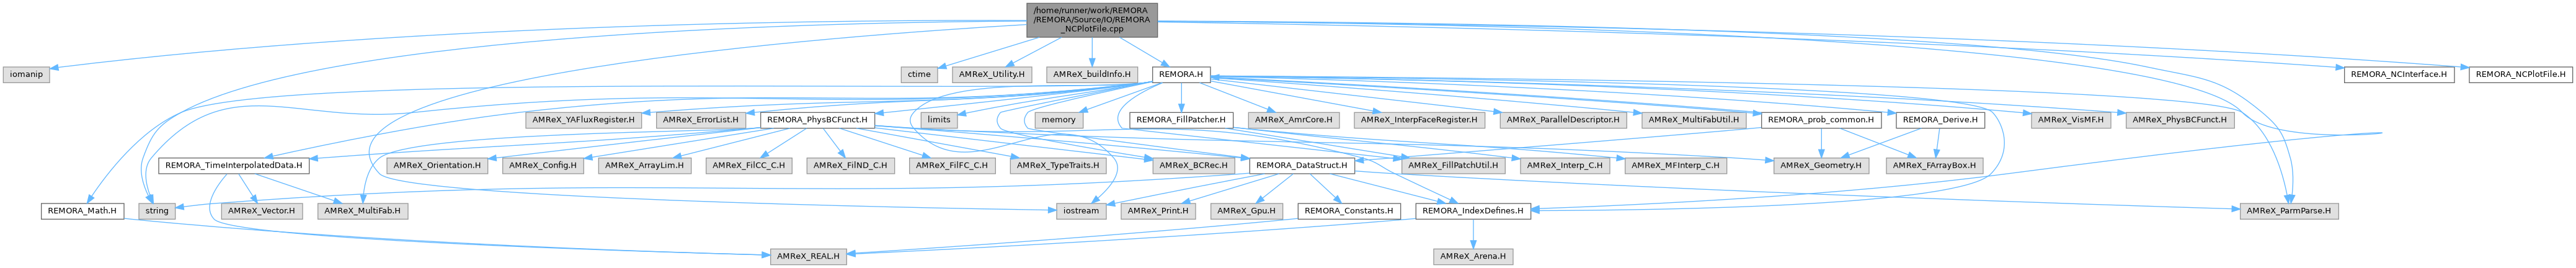 /home/runner/work/REMORA
/REMORA/Source/IO/REMORA
_NCPlotFile.cpp
iomanip
ctime
AMReX_Utility.H
AMReX_buildInfo.H
REMORA.H
REMORA_NCInterface.H
REMORA_NCPlotFile.H
AMReX_YAFluxRegister.H
AMReX_ErrorList.H
REMORA_PhysBCFunct.H
limits
memory
REMORA_FillPatcher.H
AMReX_AmrCore.H
AMReX_InterpFaceRegister.H
AMReX_ParallelDescriptor.H
AMReX_MultiFabUtil.H
REMORA_prob_common.H
REMORA_Derive.H
AMReX_VisMF.H
AMReX_PhysBCFunct.H
REMORA_TimeInterpolatedData.H
AMReX_Orientation.H
AMReX_Config.H
AMReX_ArrayLim.H
AMReX_FilCC_C.H
AMReX_FilND_C.H
AMReX_FilFC_C.H
AMReX_TypeTraits.H
AMReX_BCRec.H
REMORA_DataStruct.H
AMReX_FillPatchUtil.H
AMReX_Interp_C.H
AMReX_MFInterp_C.H
AMReX_Geometry.H
AMReX_FArrayBox.H
REMORA_Math.H
string
AMReX_Vector.H
AMReX_MultiFab.H
iostream
AMReX_Print.H
AMReX_Gpu.H
REMORA_Constants.H
REMORA_IndexDefines.H
AMReX_ParmParse.H
AMReX_REAL.H
AMReX_Arena.H